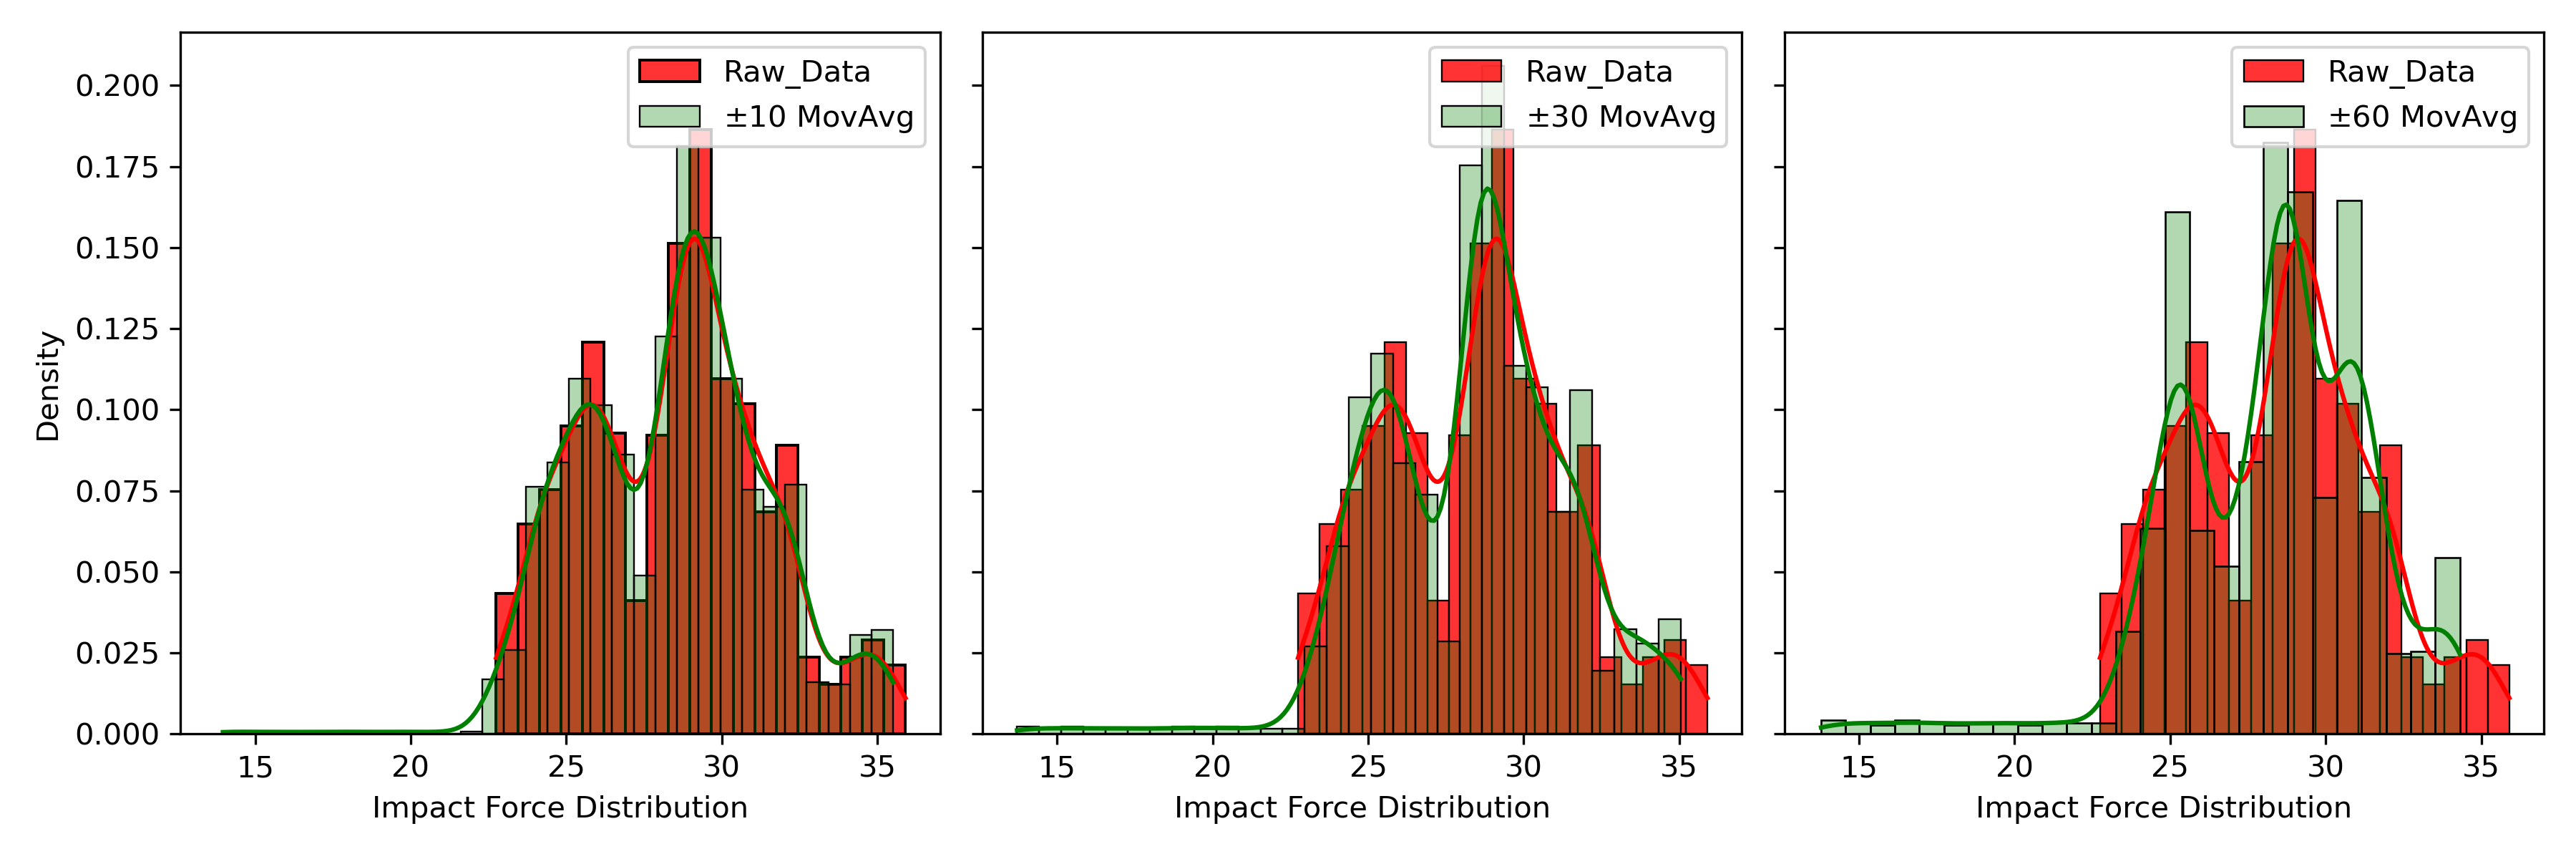 Raw_Data
±10 MovAvg
Raw_Data
±30 MovAvg
Raw_Data
±60 MovAvg
0.200
0.175
0.150
0.125
0.100
0.075
0.050
0.025
0.000
Density
15 20 25 30 35
15 20 25 30 35
15 20 25 30 35
Impact Force Distribution
Impact Force Distribution
Impact Force Distribution